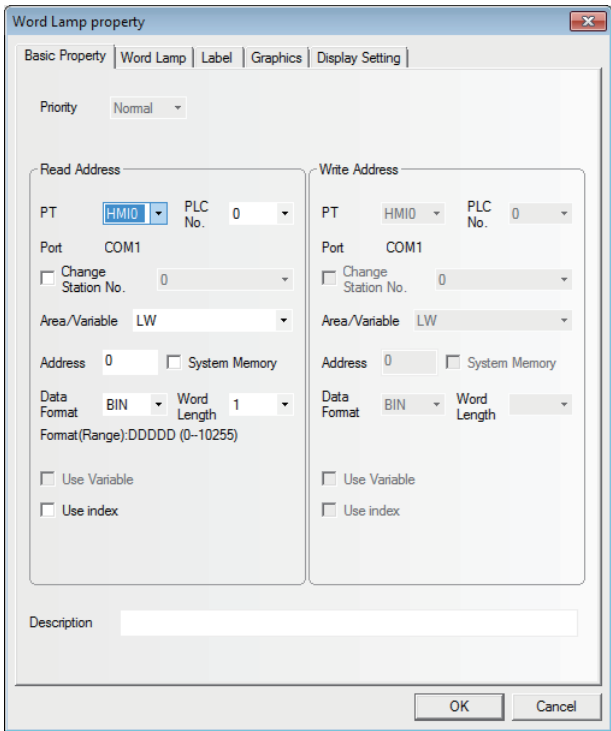 Word Lamp property
Basic Property Word Lamp Label Graphics Display Setting
Priority Normal
Read Address
PT HMI0 PLC No. 0
Port COM1
Change Station No. 0
Area/Variable LW
Address 0 System Memory
Data Format BIN Word Length 1
Format(Range):DDDDD (0--10255)
Use Variable
Use index
Write Address
PT HMI0 PLC No. 0
Port COM1
Change Station No. 0
Area/Variable LW
Address 0 System Memory
Data Format BIN Word Length
Use Variable
Use index
Description
OK Cancel